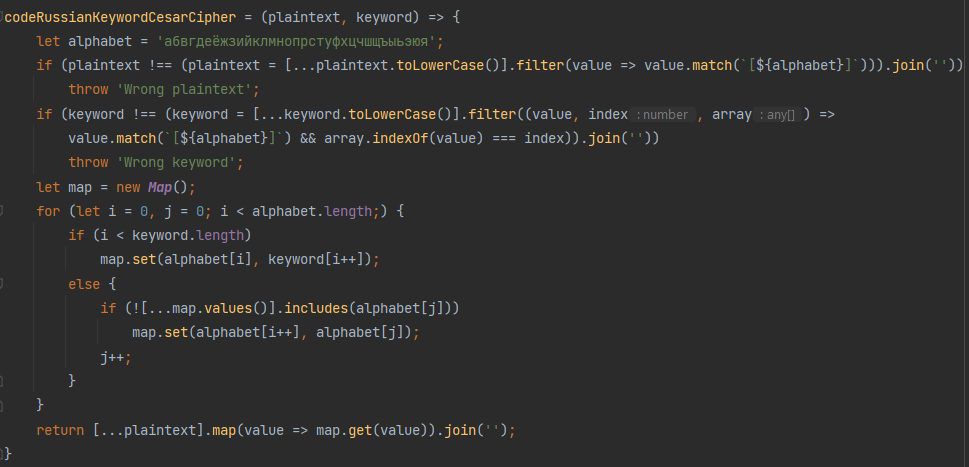 codeRussianKeywordCesarCipher = (plaintext, keyword) => {
let alphabet = 'абвгдеёжзийклмнопрстуфхцчшщъыьэюя';
if (plaintext !== (plaintext = [...plaintext.toLowerCase()].filter(value => value.match(`[${alphabet}]`))).join(''))
throw 'Wrong plaintext';
if (keyword !== (keyword = [...keyword.toLowerCase()].filter((value, index : number , array : any[] ) =>
value.match(`[${alphabet}]`) && array.indexOf(value) === index)).join(''))
throw 'Wrong keyword';
let map = new Map();
for (let i = 0, j = 0; i < alphabet.length;) {
if (i < keyword.length)
map.set(alphabet[i], keyword[i++]);
else {
if (![...map.values()].includes(alphabet[j]))
map.set(alphabet[i++], alphabet[j]);
j++;
}
}
return [...plaintext].map(value => map.get(value)).join('');
}